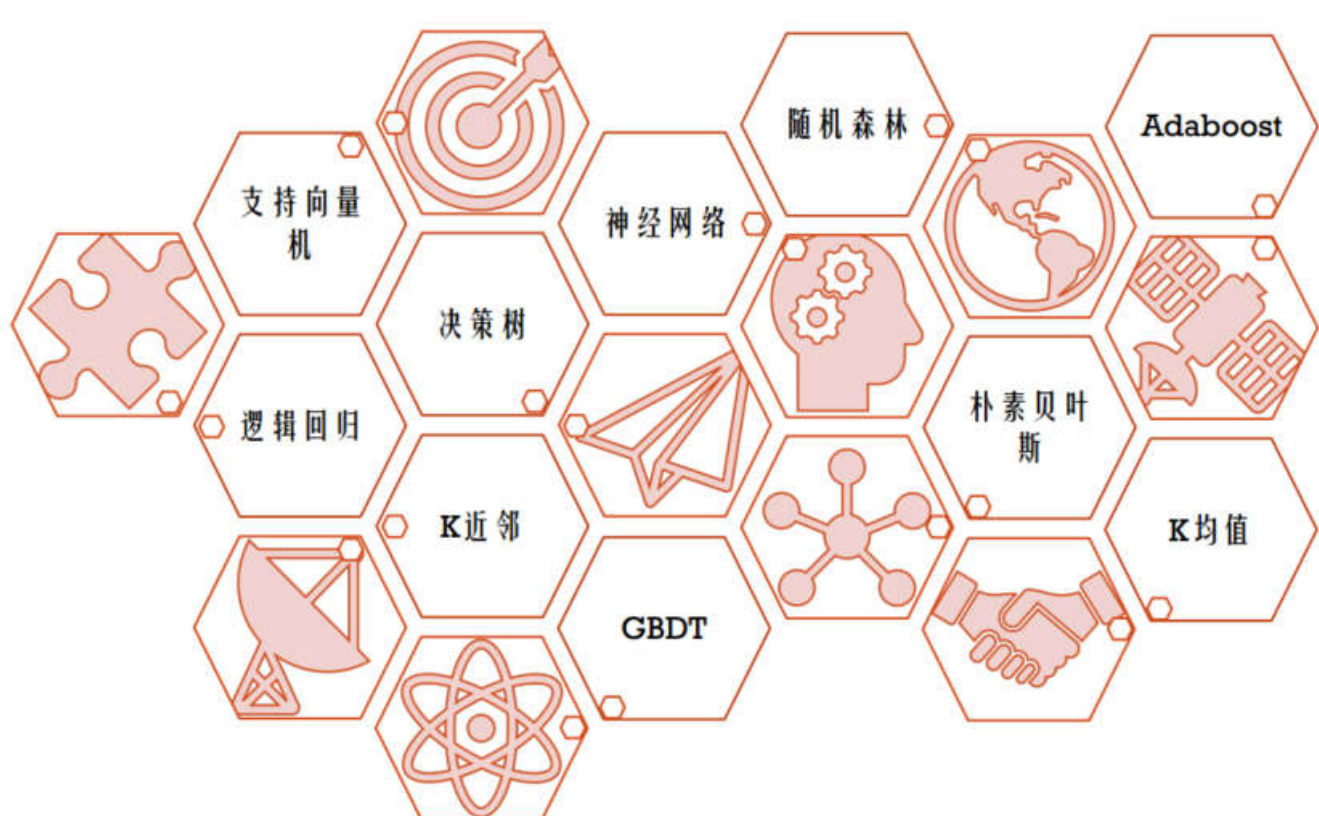 随机森林
Adaboost
支持向量
机
神经网络
决策树
逻辑回归
朴素贝叶
斯
K近邻
K均值
GBDT